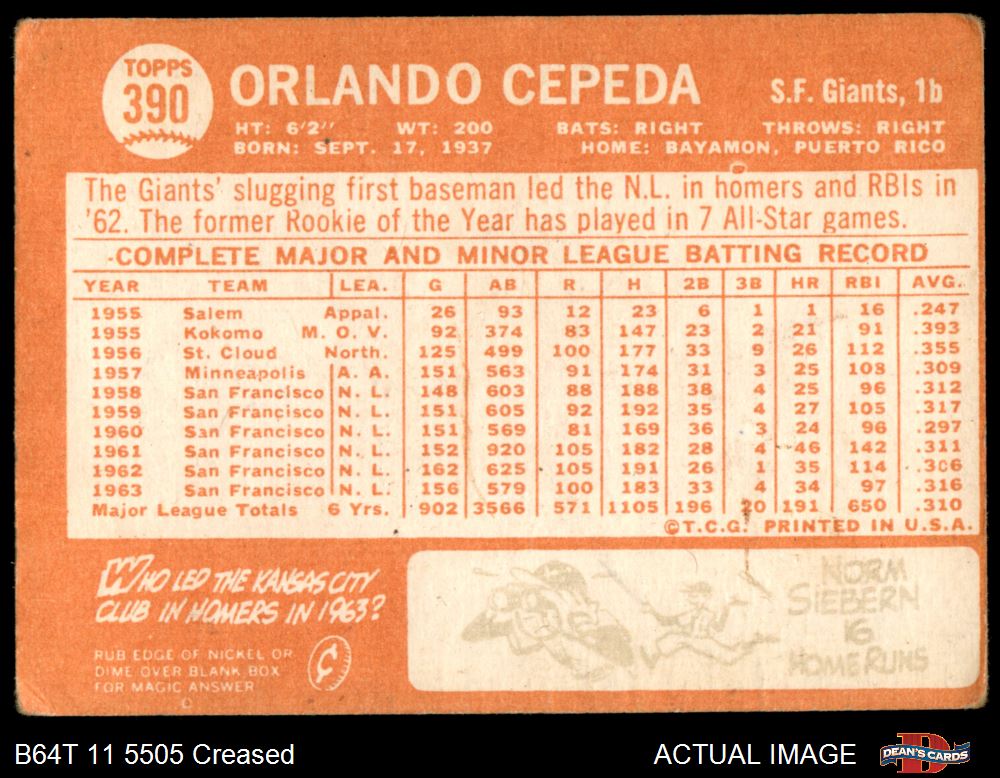 TOPPS
390
ORLANDO CEPEDA
S.F. Giants, 1b
HT: 6'2" WT: 200 BATS: RIGHT THROWS: RIGHT
BORN: SEPT. 17, 1937 HOME: BAYAMON, PUERTO RICO
The Giants' slugging first baseman led the N.L. in homers and RBIs in
'62. The former Rookie of the Year has played in 7 All-Star games.
COMPLETE MAJOR AND MINOR LEAGUE BATTING RECORD
YEAR TEAM LEA. G AB R H 2B 3B HR RBI AVG.
1955 Salem Appal. 26 93 12 23 6 1 1 16 .247
1955 Kokomo M. O. V. 92 374 83 147 23 2 21 91 .393
1956 St. Cloud North. 125 499 100 177 33 9 26 112 .355
1957 Minneapolis A. A. 151 563 91 174 31 3 25 108 .309
1958 San Francisco N. L. 148 603 88 188 38 4 25 96 .312
1959 San Francisco N. L. 151 605 92 192 35 4 27 105 .317
1960 San Francisco N. L. 151 569 81 169 36 3 24 96 .297
1961 San Francisco N. L. 152 920 105 182 28 4 46 142 .311
1962 San Francisco N. L. 162 625 105 191 26 1 35 114 .306
1963 San Francisco N. L. 156 579 100 183 33 4 34 97 .316
Major League Totals 6 Yrs. 902 3566 571 1105 196 20 191 650 .310
©T.C.G. PRINTED IN U.S.A.
WHO LED THE KANSAS CITY
CLUB IN HOMERS IN 1963?
RUB EDGE OF NICKEL OR
DIME OVER BLANK BOX
FOR MAGIC ANSWER
¢
NORM
SIEBERN
16
HOME RUNS
B64T 11 5505 Creased
ACTUAL IMAGE
D
DEAN'S CARDS